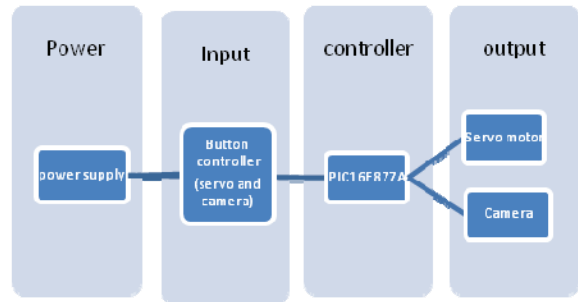 Power
Input
controller
output
power supply
Button
controller
(servo and
camera)
PIC16F877A
Servo motor
Camera